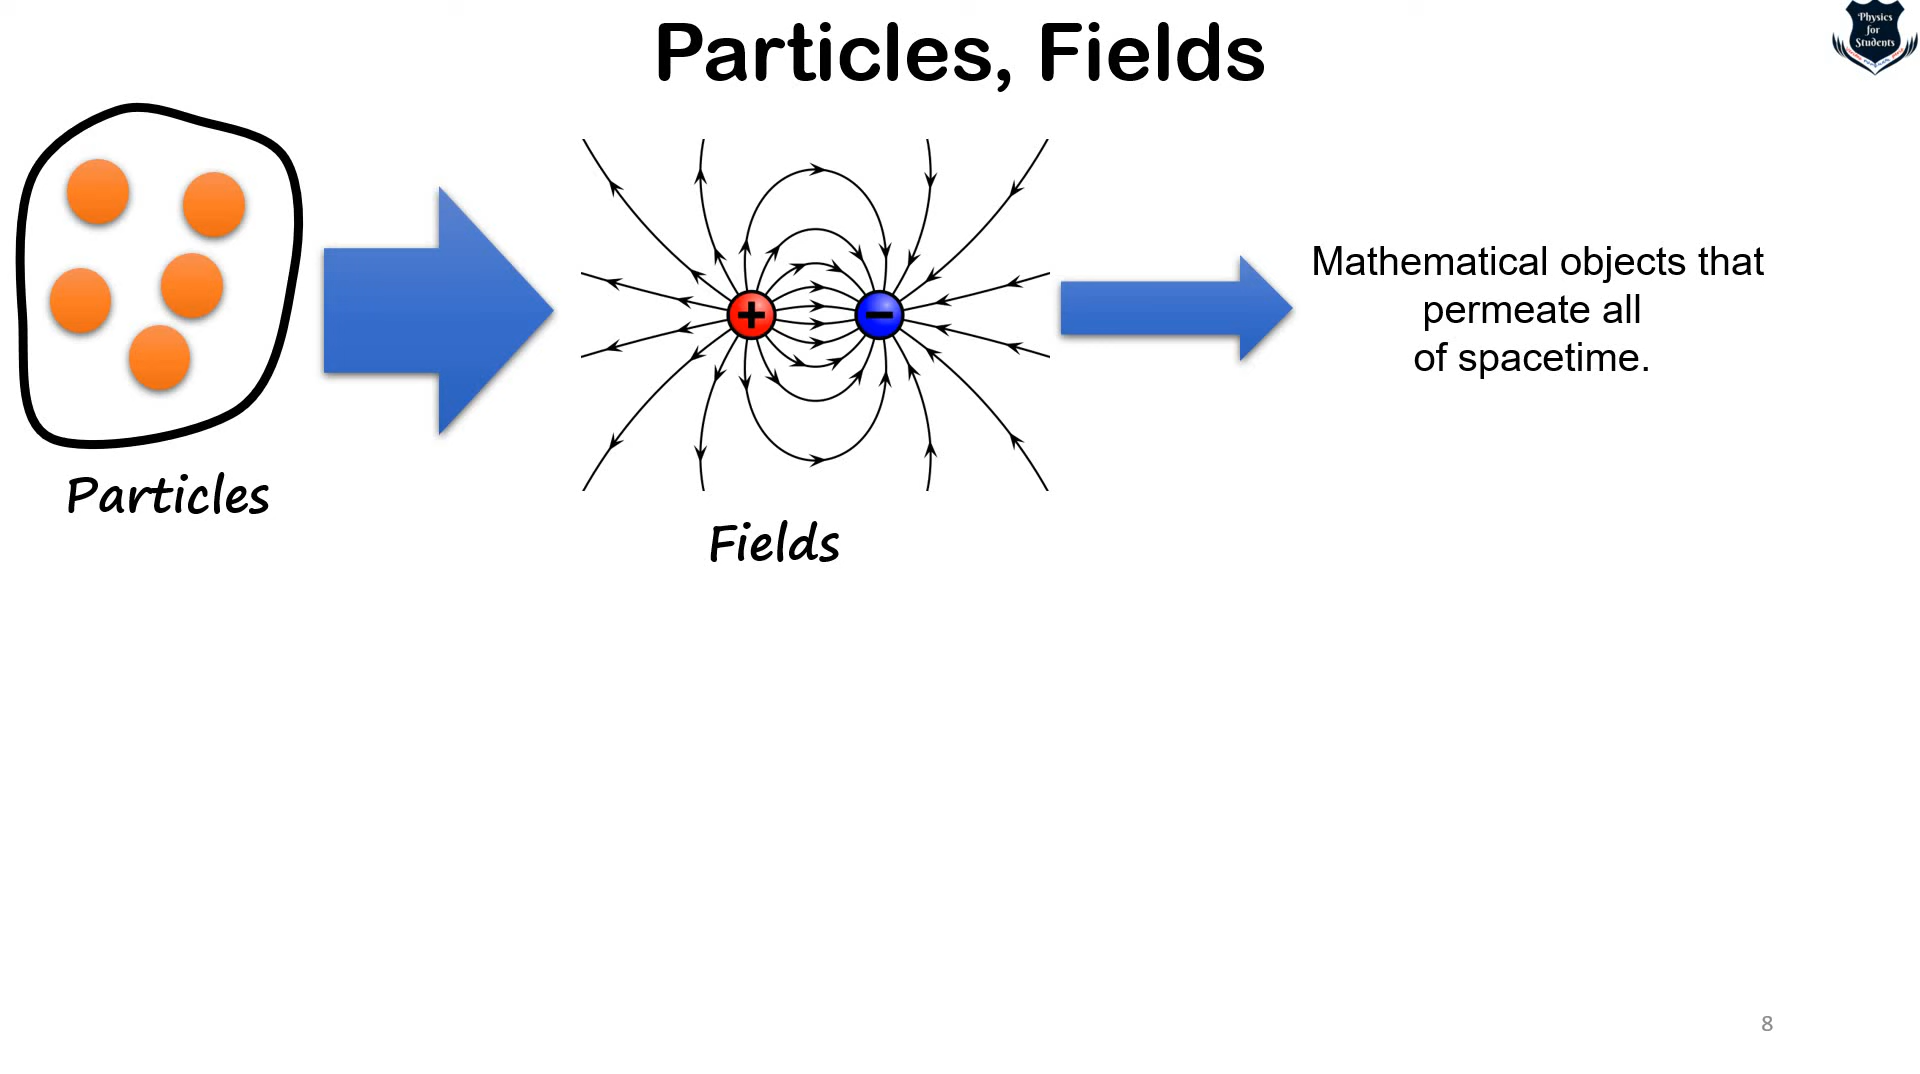 Particles, Fields
Physics
for
Students
Mathematical objects that
permeate all
of spacetime.
+
−
Particles
Fields
8